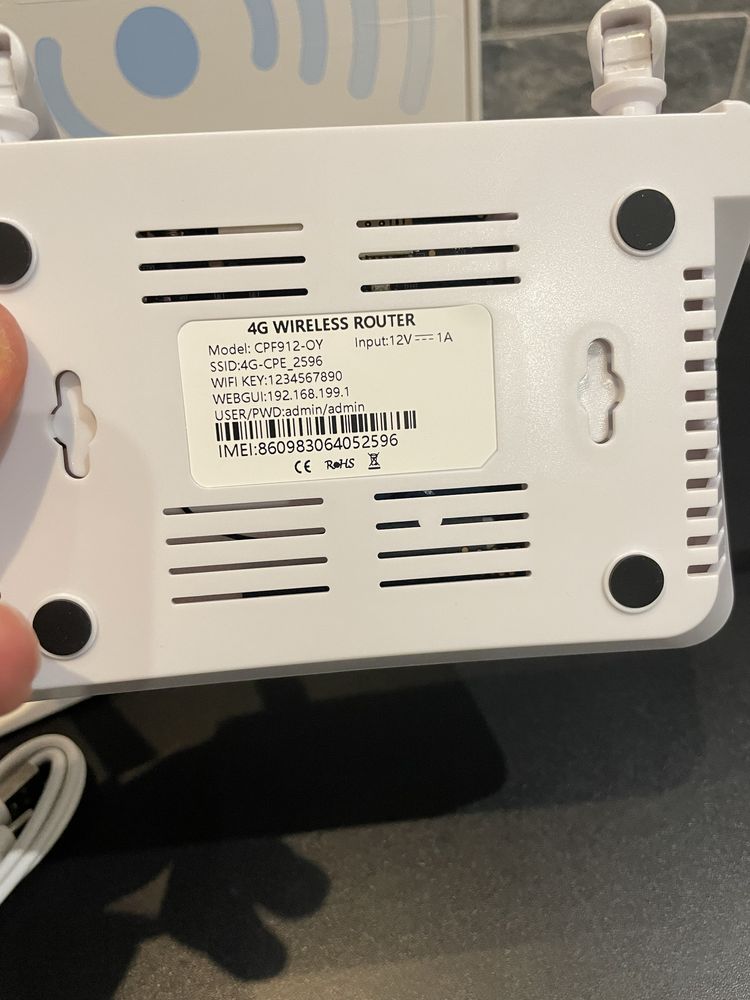 4G WIRELESS ROUTER
Model: CPF912-OY Input:12V⎓1A
SSID:4G-CPE_2596
WIFI KEY:1234567890
WEBGUI:192.168.199.1
USER/PWD:admin/admin
IMEI:860983064052596
CE RoHS